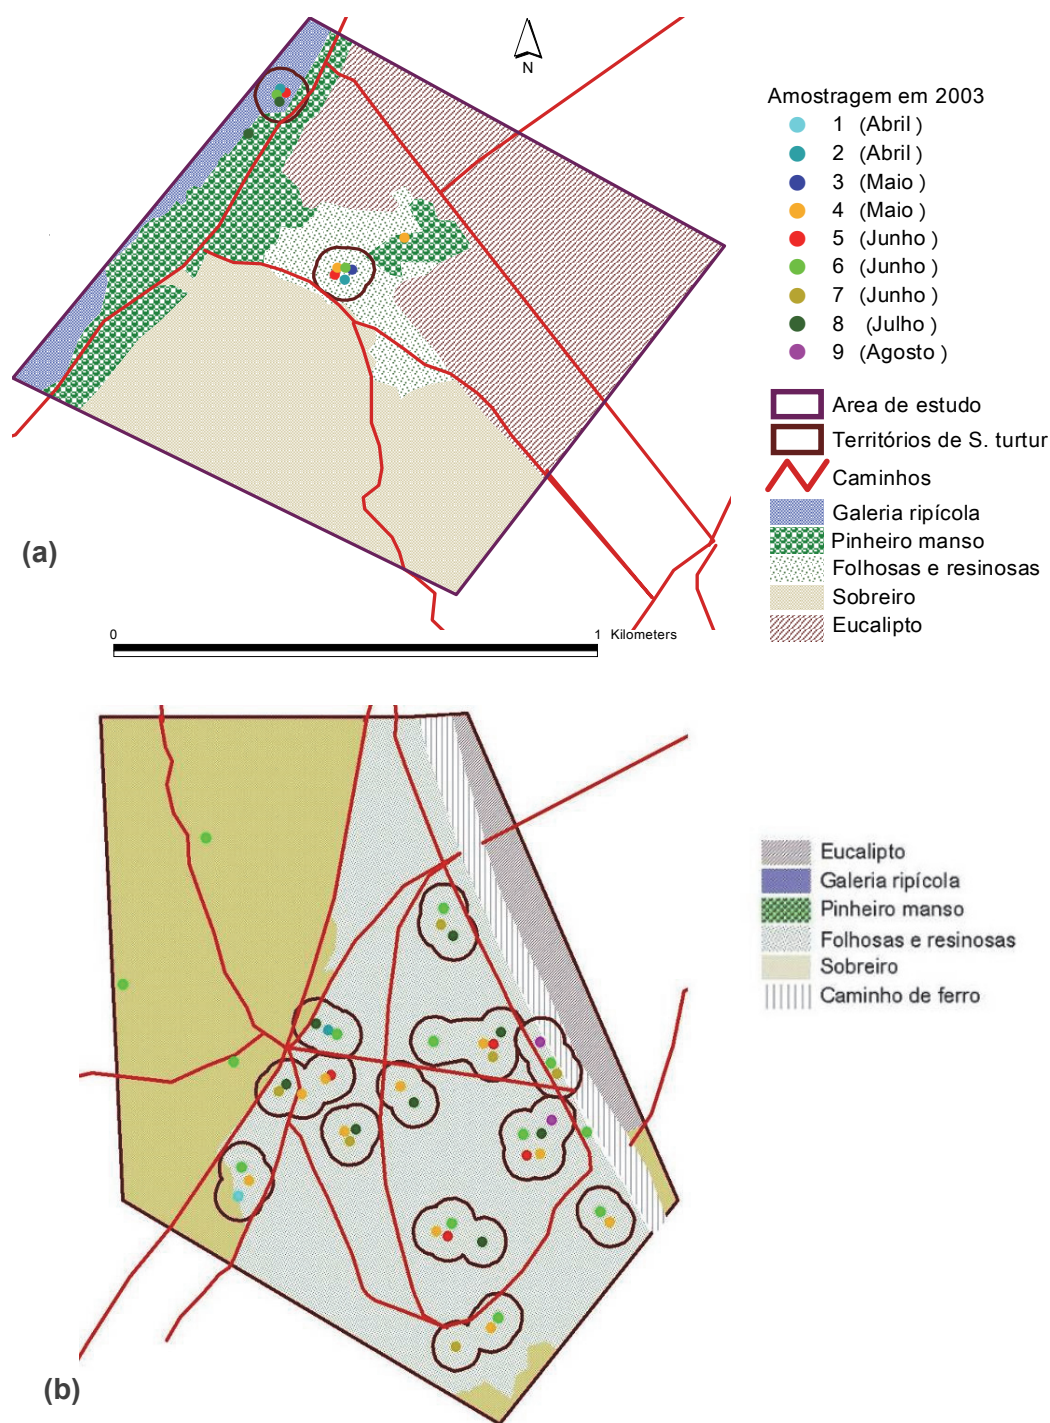 N
Amostragem em 2003
1 (Abril )
2 (Abril )
3 (Maio )
4 (Maio )
5 (Junho )
6 (Junho )
7 (Junho )
8 (Julho )
9 (Agosto )
Area de estudo
Territórios de S. turtur
Caminhos
Galeria ripícola
Pinheiro manso
Folhosas e resinosas
Sobreiro
Eucalipto
(a)
0 1 Kilometers
Eucalipto
Galeria ripícola
Pinheiro manso
Folhosas e resinosas
Sobreiro
Caminho de ferro
(b)